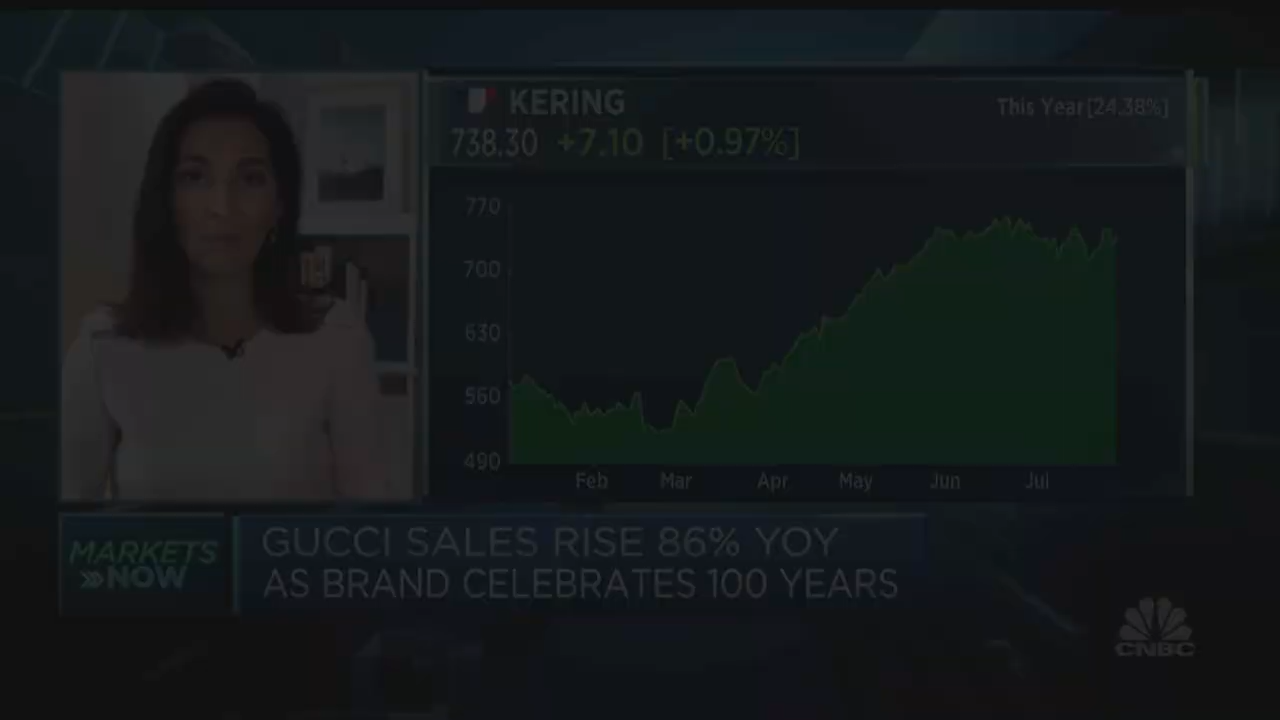 KERING
This Year [24.38%]
738.30 +7.10 [+0.97%]
770
700
630
560
490
Feb Mar Apr May Jun Jul
MARKETS
NOW
GUCCI SALES RISE 86% YOY
AS BRAND CELEBRATES 100 YEARS
CNBC